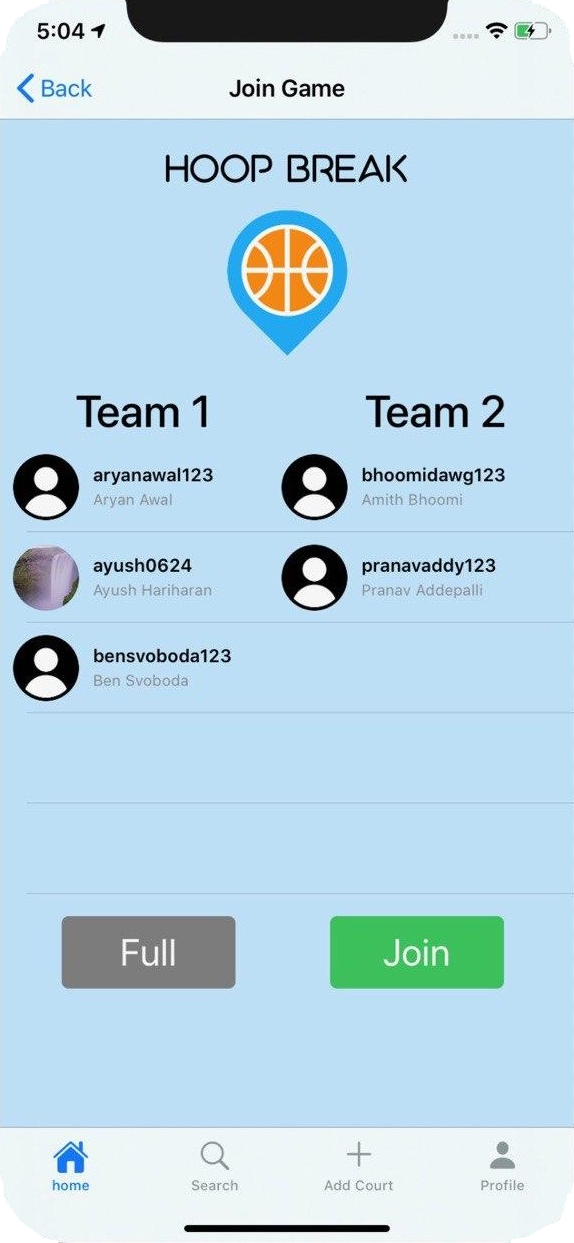 5:04
Back
Join Game
HOOP BREAK
Team 1
Team 2
aryanawal123
Aryan Awal
bhoomidawg123
Amith Bhoomi
ayush0624
Ayush Hariharan
pranavaddy123
Pranav Addepalli
bensvoboda123
Ben Svoboda
Full
Join
home
Search
Add Court
Profile